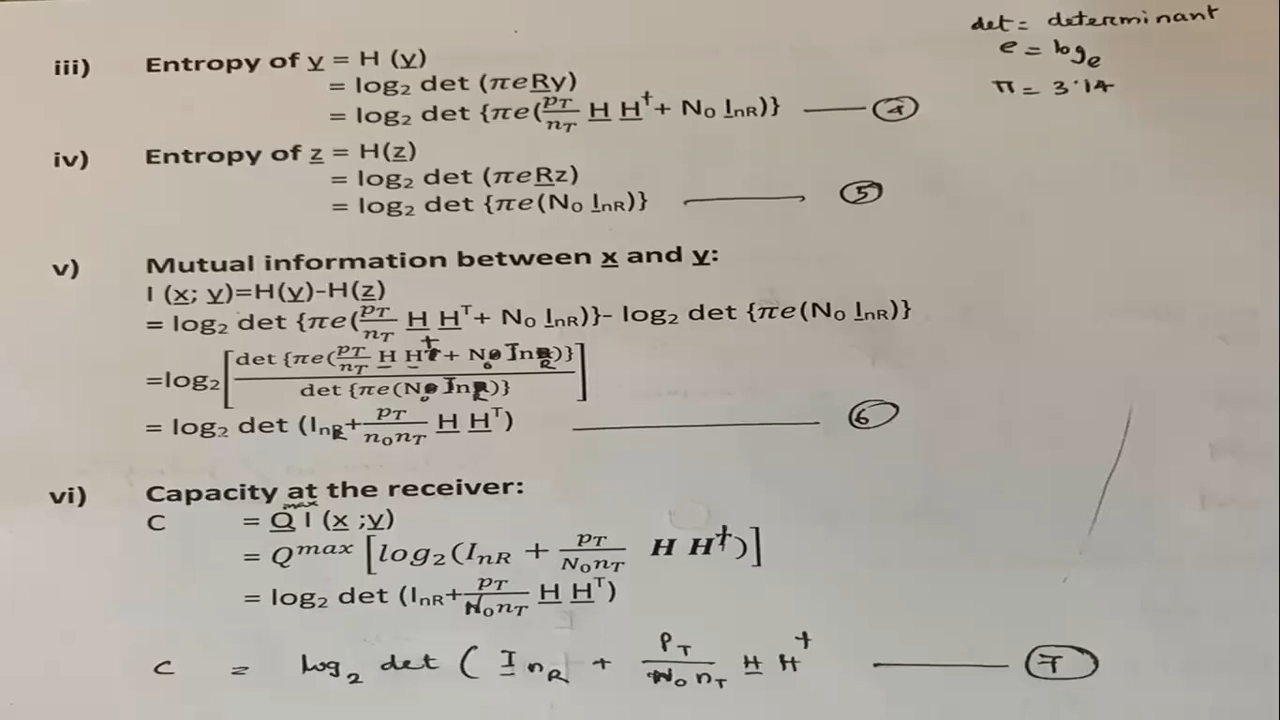 det = determinant
e = loge
π = 3.14
iii) Entropy of y = H (y)
= log₂ det (πeRy)
= log₂ det {πe(pT/nT H H† + N₀ InR)} —— ④
iv) Entropy of z = H(z)
= log₂ det (πeRz)
= log₂ det {πe(N₀ InR)} —— ⑤
v) Mutual information between x and y:
I (x; y)=H(y)-H(z)
= log₂ det {πe(pT/nT H Hᵀ+ N₀ InR)}- log₂ det {πe(N₀ InR)}
=log₂[det {πe(pT/nT H H† + N₀ InR)} / det {πe(N₀ InR)}]
= log₂ det (InR+pT/n₀nT H Hᵀ) —— ⑥
vi) Capacity at the receiver:
max
C = Q I (x ;y)
= Qmax [log₂(InR + pT/N₀nT H H†)]
= log₂ det (InR+pT/N₀nT H Hᵀ)
C = log₂ det ( InR + PT/N₀nT H H† —— ⑦